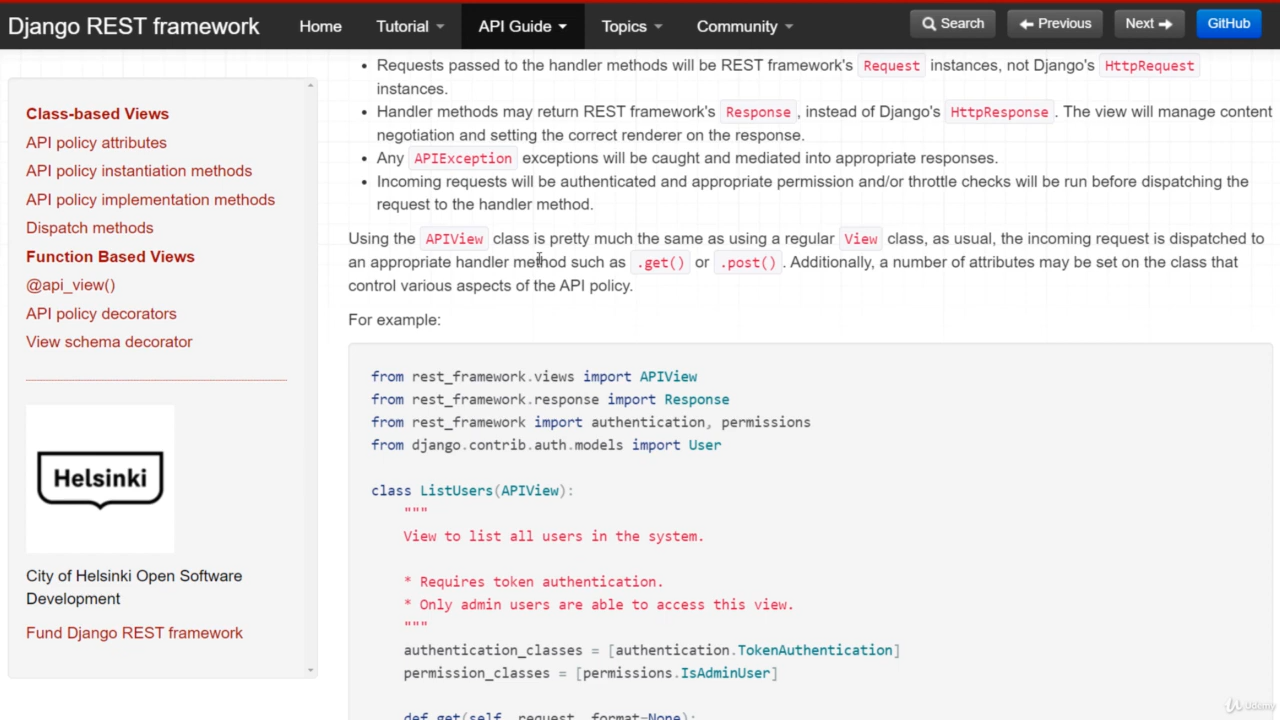 Django REST framework Home Tutorial API Guide Topics Community Search Previous Next GitHub
Class-based Views
API policy attributes
API policy instantiation methods
API policy implementation methods
Dispatch methods
Function Based Views
@api_view()
API policy decorators
View schema decorator
Helsinki
City of Helsinki Open Software
Development
Fund Django REST framework
• Requests passed to the handler methods will be REST framework's Request instances, not Django's HttpRequest
instances.
• Handler methods may return REST framework's Response , instead of Django's HttpResponse . The view will manage content
negotiation and setting the correct renderer on the response.
• Any APIException exceptions will be caught and mediated into appropriate responses.
• Incoming requests will be authenticated and appropriate permission and/or throttle checks will be run before dispatching the
request to the handler method.
Using the APIView class is pretty much the same as using a regular View class, as usual, the incoming request is dispatched to
an appropriate handler method such as .get() or .post() . Additionally, a number of attributes may be set on the class that
control various aspects of the API policy.
For example:
from rest_framework.views import APIView
from rest_framework.response import Response
from rest_framework import authentication, permissions
from django.contrib.auth.models import User
class ListUsers(APIView):
"""
View to list all users in the system.
* Requires token authentication.
* Only admin users are able to access this view.
"""
authentication_classes = [authentication.TokenAuthentication]
permission_classes = [permissions.IsAdminUser]
def get(self, request, format=None):
Udemy